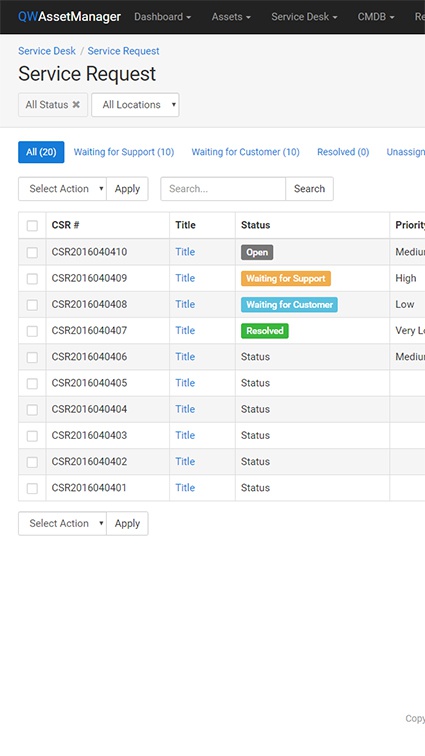 QWAssetManager Dashboard Assets Service Desk CMDB Re
Service Desk / Service Request
Service Request
All Status ✖ All Locations
All (20) Waiting for Support (10) Waiting for Customer (10) Resolved (0) Unassign
Select Action Apply Search... Search
CSR # Title Status Priority
CSR2016040410 Title Open Mediu
CSR2016040409 Title Waiting for Support High
CSR2016040408 Title Waiting for Customer Low
CSR2016040407 Title Resolved Very Lo
CSR2016040406 Title Status Mediu
CSR2016040405 Title Status
CSR2016040404 Title Status
CSR2016040403 Title Status
CSR2016040402 Title Status
CSR2016040401 Title Status
Select Action Apply
Copy